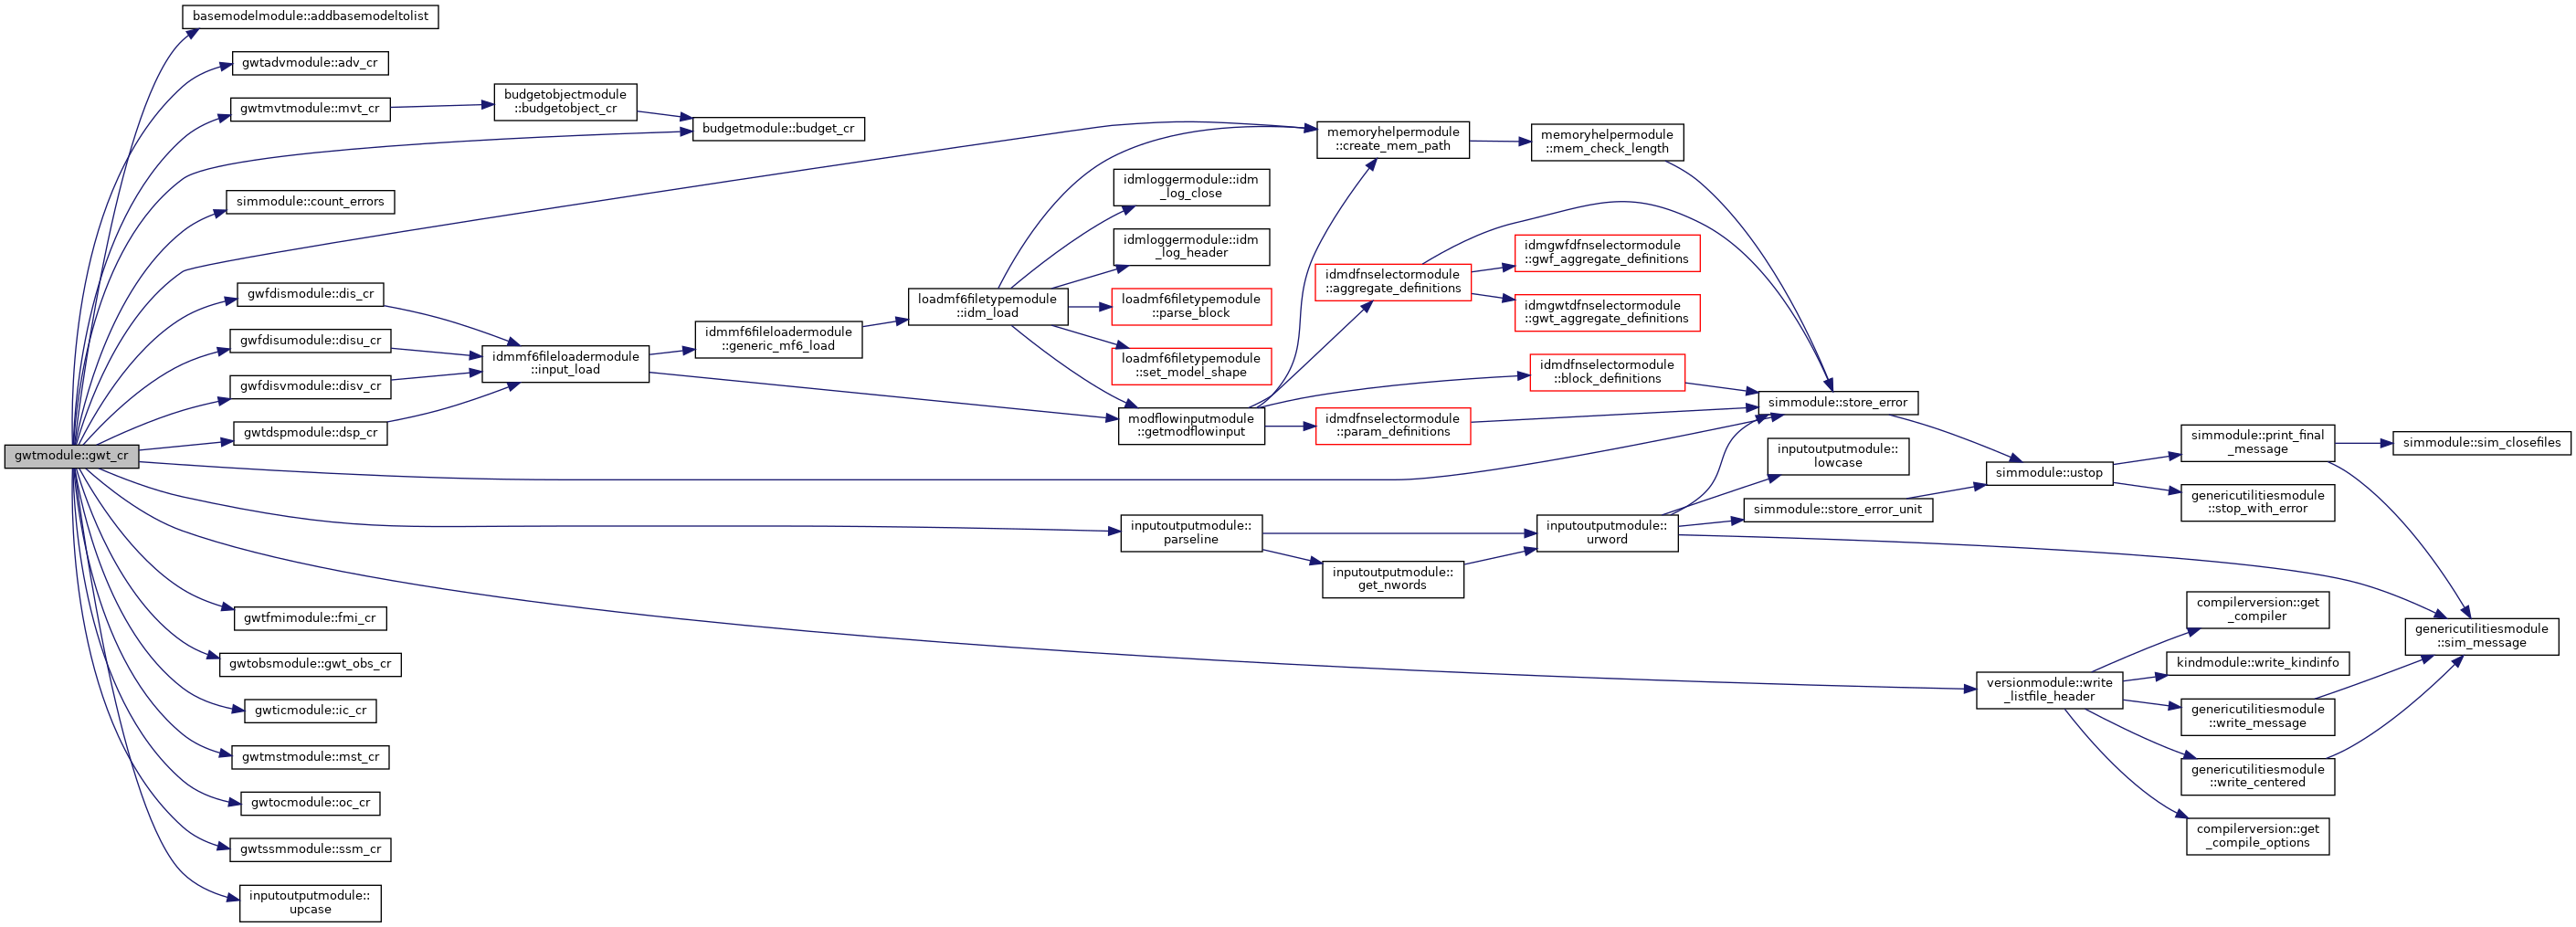 basemodelmodule::addbasemodeltolist
gwtadvmodule::adv_cr
gwtmvtmodule::mvt_cr
budgetobjectmodule
::budgetobject_cr
budgetmodule::budget_cr
simmodule::count_errors
gwfdismodule::dis_cr
gwfdisumodule::disu_cr
gwfdisvmodule::disv_cr
gwtdspmodule::dsp_cr
gwtmodule::gwt_cr
idmmf6fileloadermodule
::input_load
idmmf6fileloadermodule
::generic_mf6_load
loadmf6filetypemodule
::idm_load
memoryhelpermodule
::create_mem_path
memoryhelpermodule
::mem_check_length
idmloggermodule::idm
_log_close
idmloggermodule::idm
_log_header
loadmf6filetypemodule
::parse_block
loadmf6filetypemodule
::set_model_shape
modflowinputmodule
::getmodflowinput
idmdfnselectormodule
::aggregate_definitions
idmgwfdfnselectormodule
::gwf_aggregate_definitions
idmgwtdfnselectormodule
::gwt_aggregate_definitions
idmdfnselectormodule
::block_definitions
idmdfnselectormodule
::param_definitions
simmodule::store_error
inputoutputmodule::
lowcase
simmodule::store_error_unit
simmodule::ustop
simmodule::print_final
_message
simmodule::sim_closefiles
genericutilitiesmodule
::stop_with_error
inputoutputmodule::
parseline
inputoutputmodule::
get_nwords
inputoutputmodule::
urword
genericutilitiesmodule
::sim_message
compilerversion::get
_compiler
kindmodule::write_kindinfo
versionmodule::write
_listfile_header
genericutilitiesmodule
::write_message
genericutilitiesmodule
::write_centered
compilerversion::get
_compile_options
gwtfmimodule::fmi_cr
gwtobsmodule::gwt_obs_cr
gwticmodule::ic_cr
gwtmstmodule::mst_cr
gwtocmodule::oc_cr
gwtssmmodule::ssm_cr
inputoutputmodule::
upcase